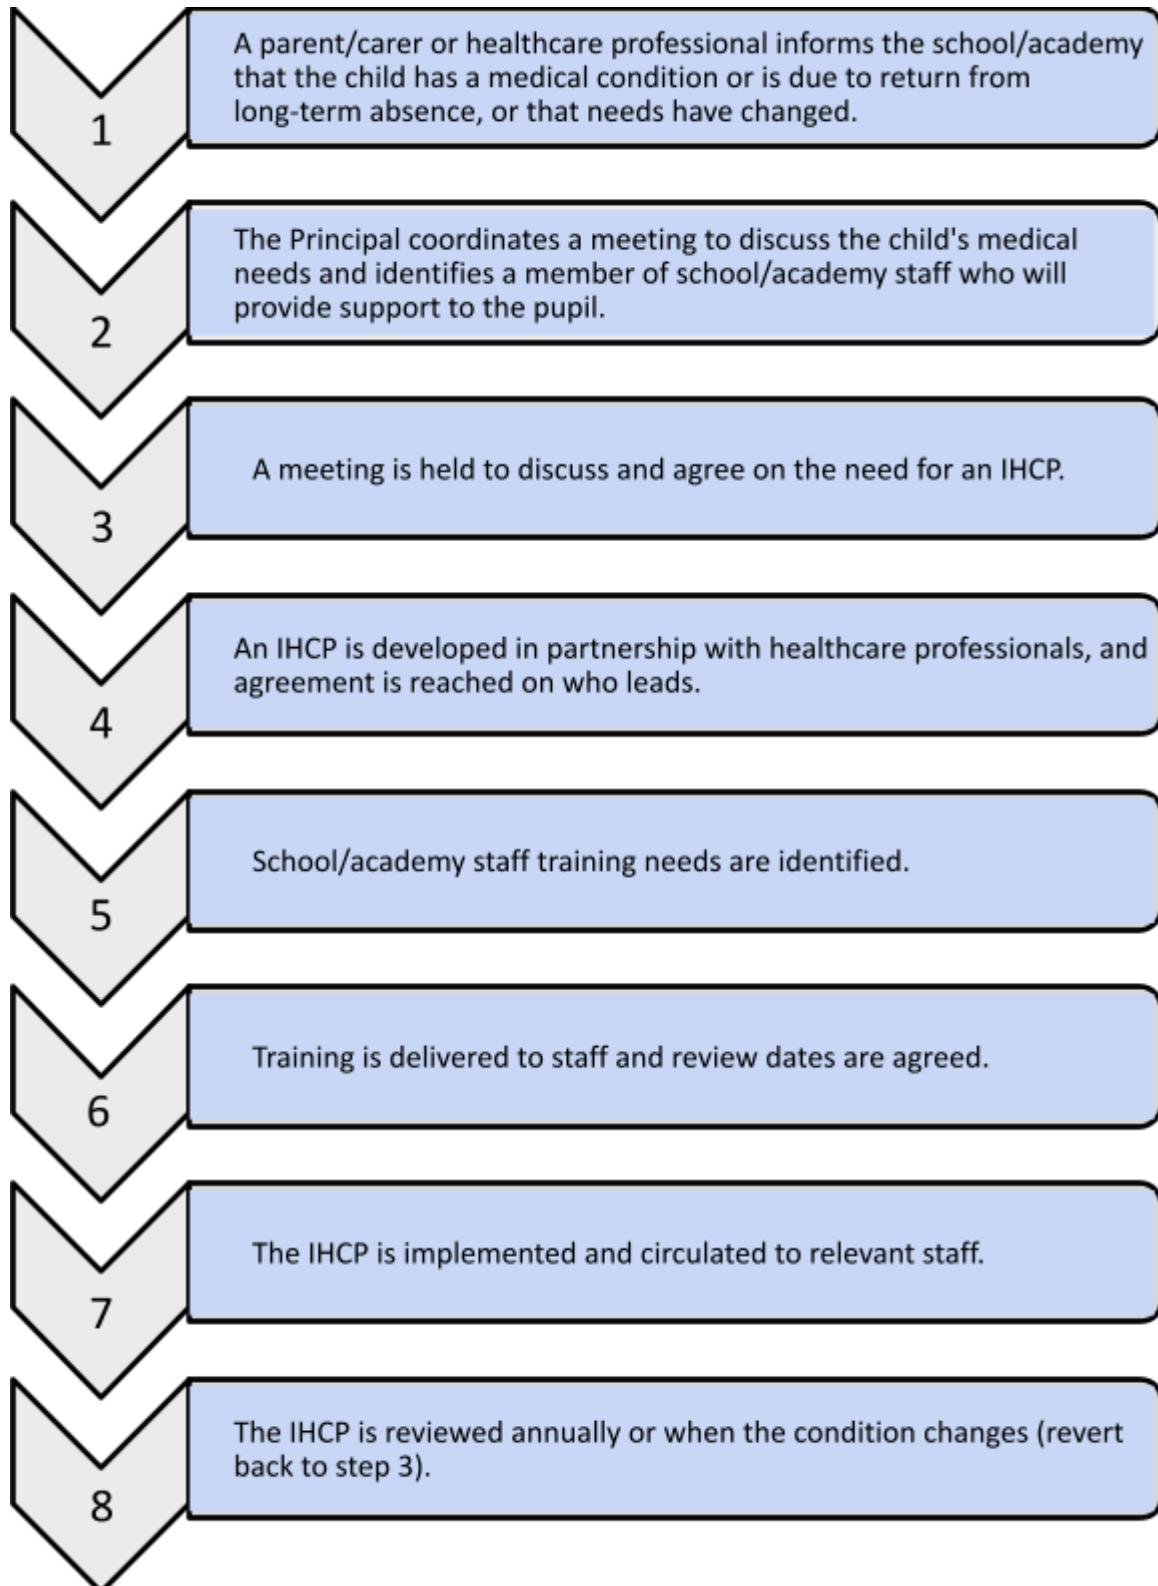 A parent/carer or healthcare professional informs the school/academy
that the child has a medical condition or is due to return from
long-term absence, or that needs have changed.
1
The Principal coordinates a meeting to discuss the child's medical
needs and identifies a member of school/academy staff who will
provide support to the pupil.
2
A meeting is held to discuss and agree on the need for an IHCP.
3
An IHCP is developed in partnership with healthcare professionals, and
agreement is reached on who leads.
4
School/academy staff training needs are identified.
5
Training is delivered to staff and review dates are agreed.
6
The IHCP is implemented and circulated to relevant staff.
7
The IHCP is reviewed annually or when the condition changes (revert
back to step 3).
8